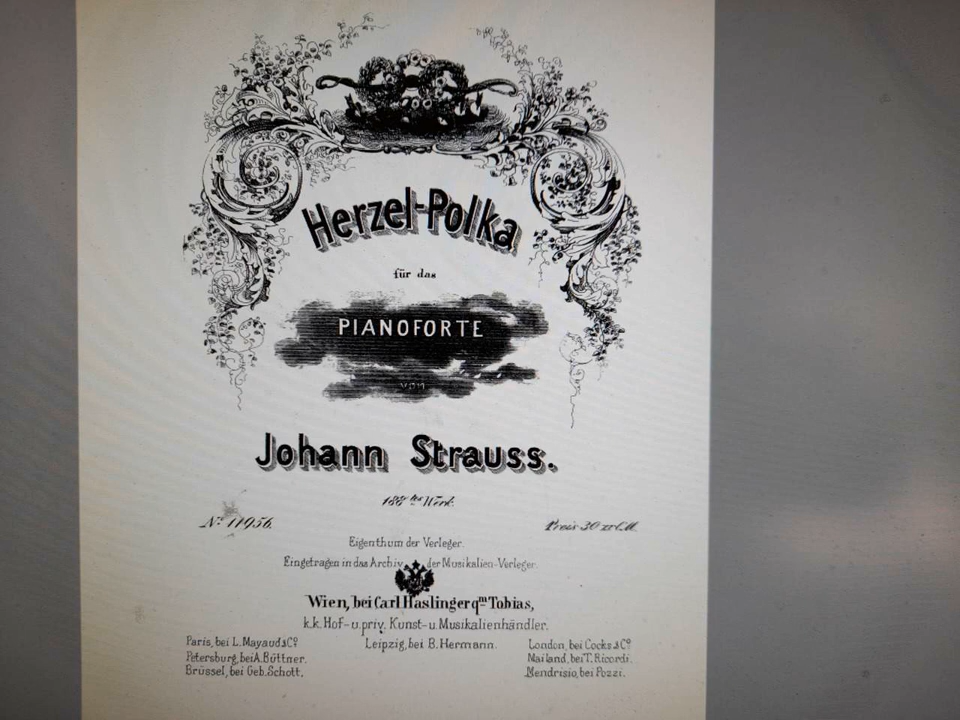 Herzel-Polka
für das
PIANOFORTE
von
Johann Strauss.
188tes Werk.
No. 11956.
Preis 30 xr C.M.
Eigenthum der Verleger.
Eingetragen in das Archiv der Musikalien-Verleger.
Wien, bei Carl Haslinger qm Tobias,
k.k. Hof- u. priv. Kunst- u. Musikalienhändler.
Paris, bei L. Mayaud & Co. Leipzig, bei B. Hermann. London, bei Cocks & Co.
Petersburg, bei A. Büttner. Mailand, bei T. Ricordi.
Brüssel, bei Geb. Schott. Mendrisio, bei Pozzi.